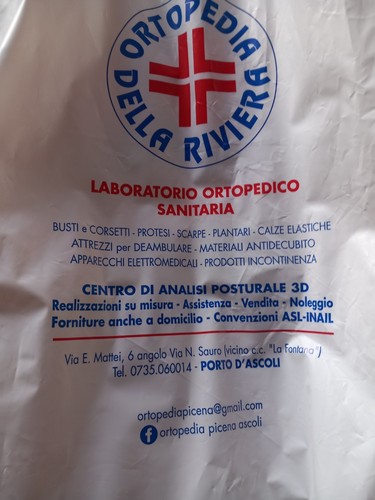 ORTOPEDIA
DELLA RIVIERA
LABORATORIO ORTOPEDICO
SANITARIA
BUSTI e CORSETTI - PROTESI - SCARPE - PLANTARI - CALZE ELASTICHE
ATTREZZI per DEAMBULARE - MATERIALI ANTIDECUBITO
APPARECCHI ELETTROMEDICALI - PRODOTTI INCONTINENZA
CENTRO DI ANALISI POSTURALE 3D
Realizzazioni su misura - Assistenza - Vendita - Noleggio
Forniture anche a domicilio - Convenzioni ASL-INAIL
Via E. Mattei, 6 angolo Via N. Sauro (vicino c.c. "La Fontana")
Tel. 0735.060014 - PORTO D'ASCOLI
ortopediapicena@gmail.com
f ortopedia picena ascoli